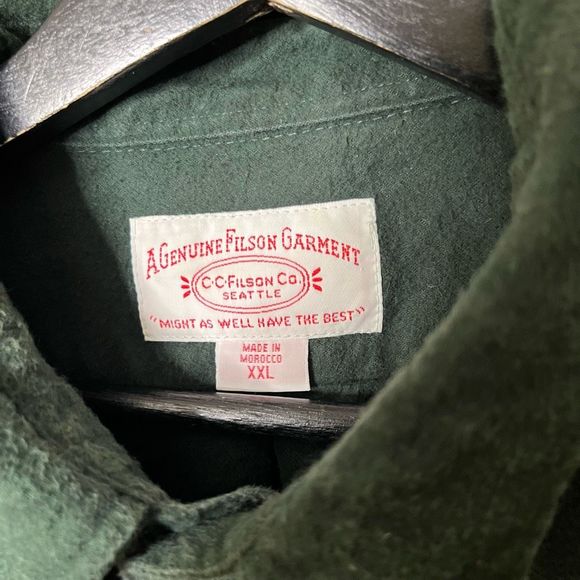 A GENUINE FILSON GARMENT
C·C·FILSON CO.
SEATTLE
"MIGHT AS WELL HAVE THE BEST"
MADE IN
MOROCCO
XXL